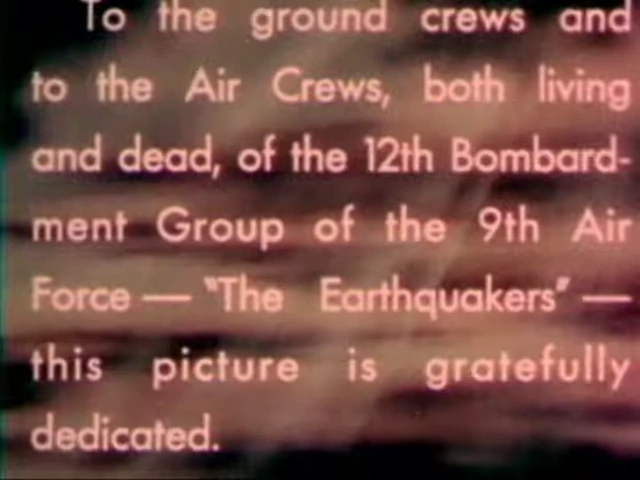 To the ground crews and
to the Air Crews, both living
and dead, of the 12th Bombard-
ment Group of the 9th Air
Force — "The Earthquakers" —
this picture is gratefully
dedicated.